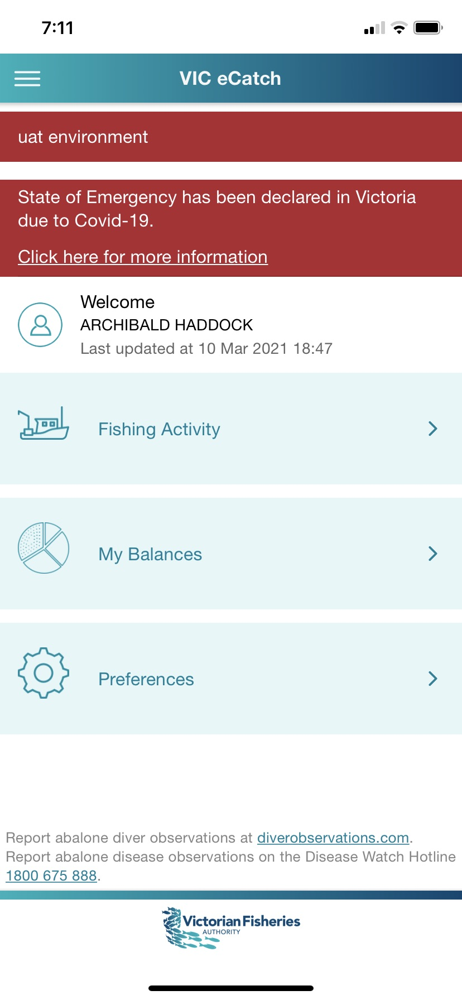 7:11
VIC eCatch
uat environment
State of Emergency has been declared in Victoria
due to Covid-19.
Click here for more information
Welcome
ARCHIBALD HADDOCK
Last updated at 10 Mar 2021 18:47
Fishing Activity
My Balances
Preferences
Report abalone diver observations at diverobservations.com.
Report abalone disease observations on the Disease Watch Hotline
1800 675 888.
Victorian Fisheries
AUTHORITY